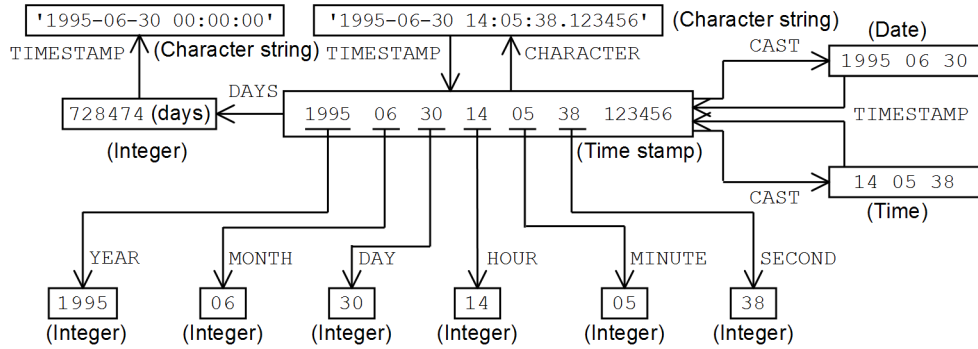 '1995-06-30 00:00:00'
'1995-06-30 14:05:38.123456'
(Character string)
(Date)
TIMESTAMP
(Character string)
TIMESTAMP
CHARACTER
CAST
1995 06 30
DAYS
728474 (days)
1995 06 30 14 05 38 123456
TIMESTAMP
(Integer)
(Time stamp)
14 05 38
CAST
(Time)
YEAR
MONTH
DAY
HOUR
MINUTE
SECOND
1995
06
30
14
05
38
(Integer)
(Integer)
(Integer)
(Integer)
(Integer)
(Integer)